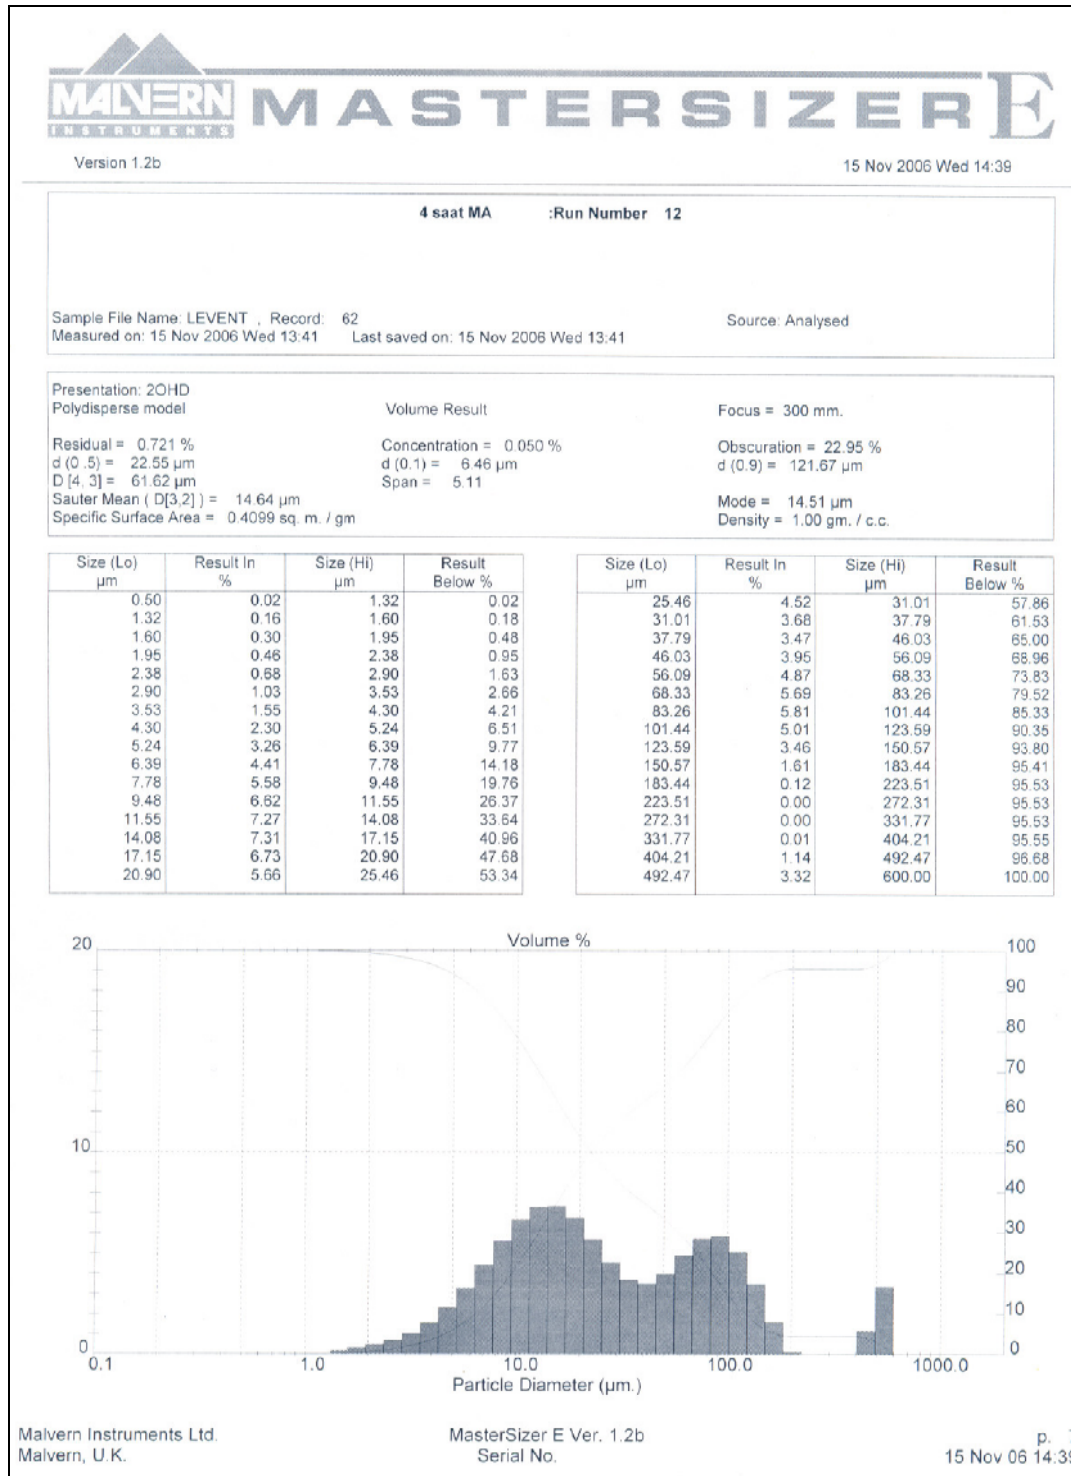 MALVERN
INSTRUMENTS
MASTERSIZER E
Version 1.2b 15 Nov 2006 Wed 14:39
4 saat MA :Run Number 12
Sample File Name: LEVENT , Record: 62 Source: Analysed
Measured on: 15 Nov 2006 Wed 13:41 Last saved on: 15 Nov 2006 Wed 13:41
Presentation: 2OHD
Polydisperse model Volume Result Focus = 300 mm.
Residual = 0.721 % Concentration = 0.050 % Obscuration = 22.95 %
d (0 .5) = 22.55 µm d (0.1) = 6.46 µm d (0.9) = 121.67 µm
D [4, 3] = 61.62 µm Span = 5.11
Sauter Mean ( D[3,2] ) = 14.64 µm Mode = 14.51 µm
Specific Surface Area = 0.4099 sq. m. / gm Density = 1.00 gm. / c.c.
Size (Lo) Result In Size (Hi) Result Size (Lo) Result In Size (Hi) Result
µm % µm Below % µm % µm Below %
0.50 0.02 1.32 0.02 25.46 4.52 31.01 57.86
1.32 0.16 1.60 0.18 31.01 3.68 37.79 61.53
1.60 0.30 1.95 0.48 37.79 3.47 46.03 65.00
1.95 0.46 2.38 0.95 46.03 3.95 56.09 68.96
2.38 0.68 2.90 1.63 56.09 4.87 68.33 73.83
2.90 1.03 3.53 2.66 68.33 5.69 83.26 79.52
3.53 1.55 4.30 4.21 83.26 5.81 101.44 85.33
4.30 2.30 5.24 6.51 101.44 5.01 123.59 90.35
5.24 3.26 6.39 9.77 123.59 3.46 150.57 93.80
6.39 4.41 7.78 14.18 150.57 1.61 183.44 95.41
7.78 5.58 9.48 19.76 183.44 0.12 223.51 95.53
9.48 6.62 11.55 26.37 223.51 0.00 272.31 95.53
11.55 7.27 14.08 33.64 272.31 0.00 331.77 95.53
14.08 7.31 17.15 40.96 331.77 0.01 404.21 95.55
17.15 6.73 20.90 47.68 404.21 1.14 492.47 96.68
20.90 5.66 25.46 53.34 492.47 3.32 600.00 100.00
20 Volume % 100
90
80
70
60
10 50
40
30
20
10
0 0
0.1 1.0 10.0 100.0 1000.0
Particle Diameter (µm.)
Malvern Instruments Ltd. MasterSizer E Ver. 1.2b p.
Malvern, U.K. Serial No. 15 Nov 06 14:39